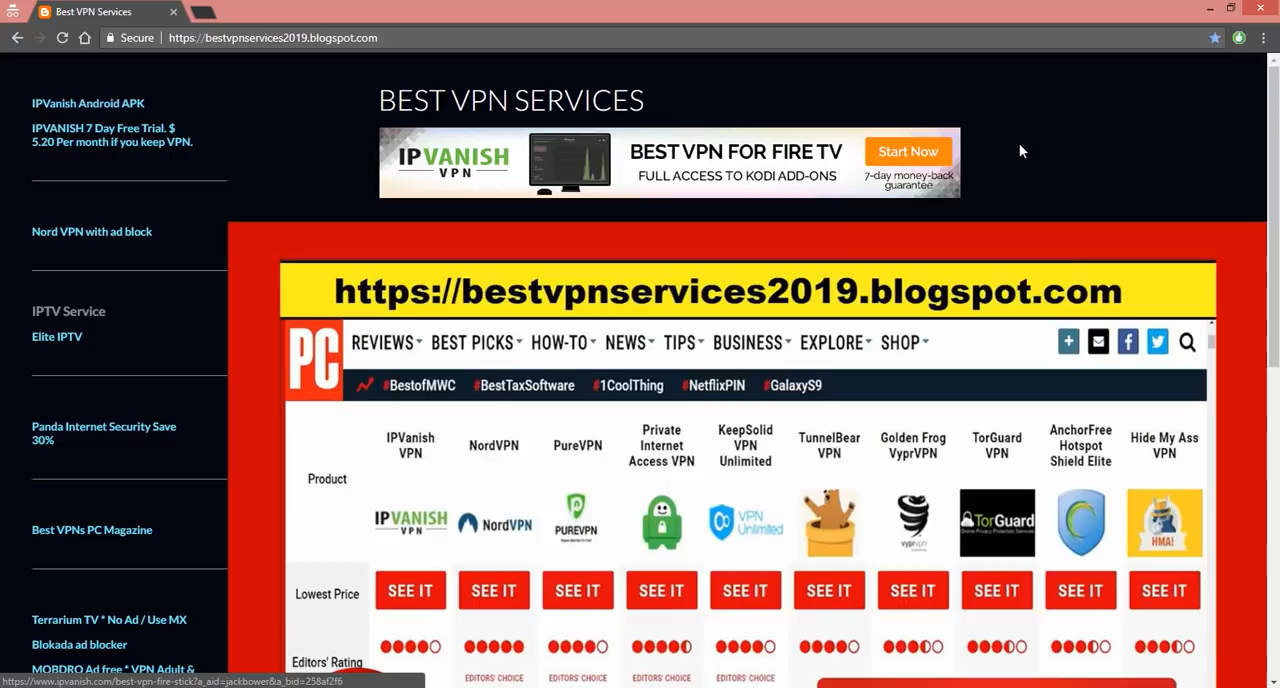 Best VPN Services
Secure
https://bestvpnservices2019.blogspot.com
IPVanish Android APK
IPVANISH 7 Day Free Trial. $
5.20 Per month if you keep VPN.
Nord VPN with ad block
IPTV Service
Elite IPTV
Panda Internet Security Save
30%
Best VPNs PC Magazine
Terrarium TV * No Ad / Use MX
Blokada ad blocker
MOBDRO Ad free * VPN Adult &
BEST VPN SERVICES
IPVANISH
VPN
BEST VPN FOR FIRE TV
FULL ACCESS TO KODI ADD-ONS
Start Now
7-day money-back
guarantee
https://bestvpnservices2019.blogspot.com
PC
REVIEWS BEST PICKS HOW-TO NEWS TIPS BUSINESS EXPLORE SHOP
#BestofMWC #BestTaxSoftware #1CoolThing #NetflixPIN #GalaxyS9
Product
IPVanish
VPN
NordVPN
PureVPN
Private
Internet
Access VPN
KeepSolid
VPN
Unlimited
TunnelBear
VPN
Golden Frog
VyprVPN
TorGuard
VPN
AnchorFree
Hotspot
Shield Elite
Hide My Ass
VPN
IPVANISH
VPN
NordVPN
PUREVPN
VPN
Unlimited
vyprvpn
TorGuard
HMA!
Lowest Price
SEE IT SEE IT SEE IT SEE IT SEE IT SEE IT SEE IT SEE IT SEE IT SEE IT
Editors' Rating
EDITORS' CHOICE EDITORS' CHOICE EDITORS' CHOICE
https://www.ipvanish.com/best-vpn-fire-stick?a_aid=jackbower&a_bid=258af2f6